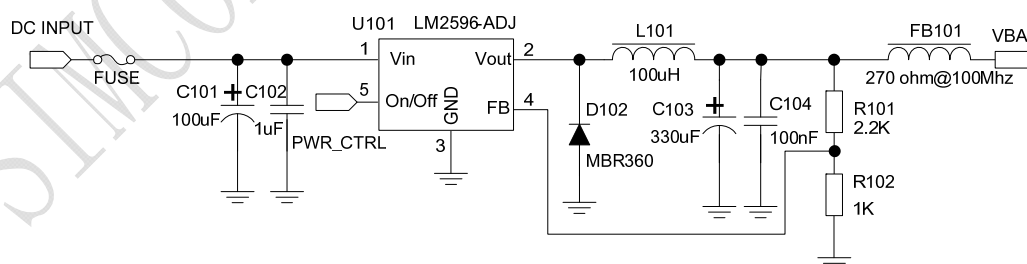 DC INPUT
FUSE
C101
100uF
+
C102
1uF
U101
LM2596-ADJ
1
Vin
Vout
2
5
On/Off
GND
FB
4
3
PWR_CTRL
D102
MBR360
L101
100uH
C103
330uF
+
C104
100nF
FB101
270 ohm@100Mhz
VBA
R101
2.2K
R102
1K
SIMCO